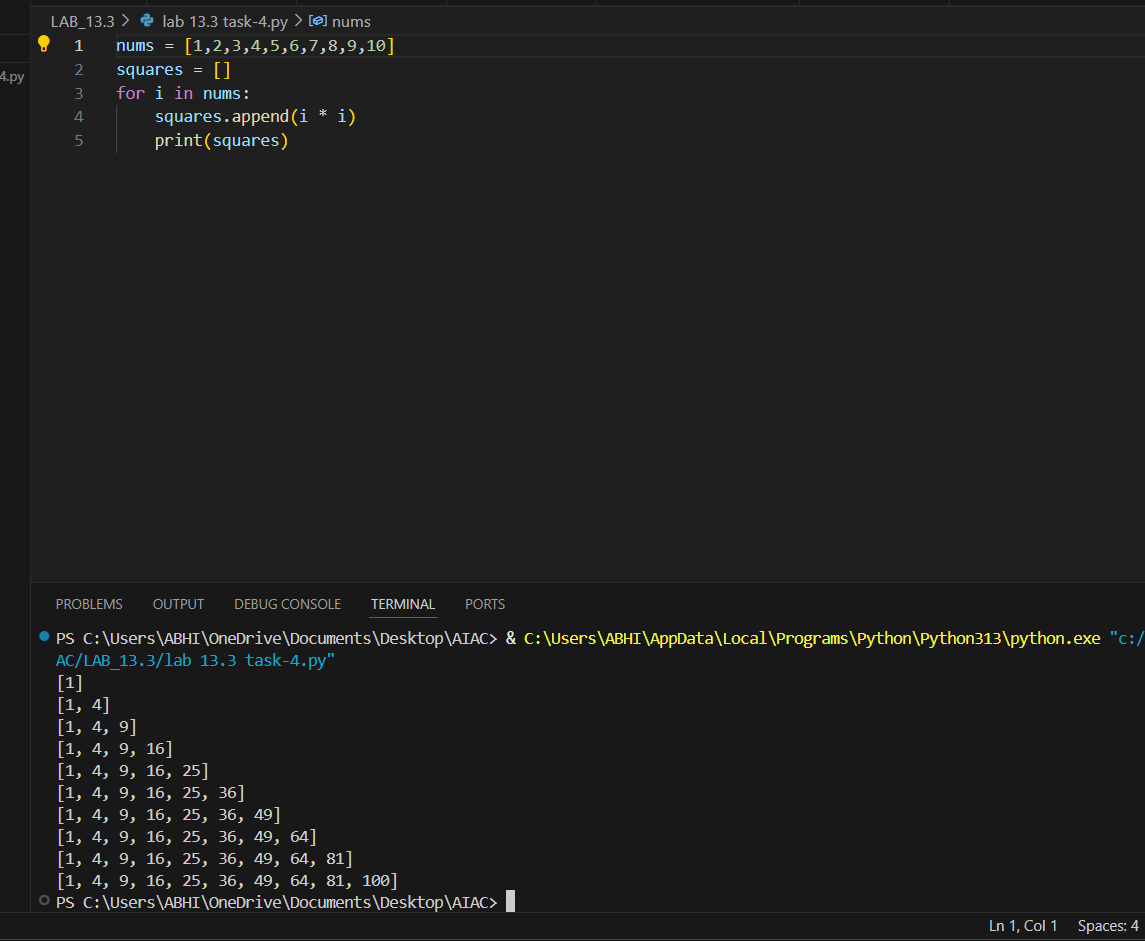 LAB_13.3 > lab 13.3 task-4.py > nums
4.py
1 nums = [1,2,3,4,5,6,7,8,9,10]
2 squares = []
3 for i in nums:
4     squares.append(i * i)
5     print(squares)
PROBLEMS OUTPUT DEBUG CONSOLE TERMINAL PORTS
PS C:\Users\ABHI\OneDrive\Documents\Desktop\AIAC> & C:\Users\ABHI\AppData\Local\Programs\Python\Python313\python.exe "c:/
AC/LAB_13.3/lab 13.3 task-4.py"
[1]
[1, 4]
[1, 4, 9]
[1, 4, 9, 16]
[1, 4, 9, 16, 25]
[1, 4, 9, 16, 25, 36]
[1, 4, 9, 16, 25, 36, 49]
[1, 4, 9, 16, 25, 36, 49, 64]
[1, 4, 9, 16, 25, 36, 49, 64, 81]
[1, 4, 9, 16, 25, 36, 49, 64, 81, 100]
PS C:\Users\ABHI\OneDrive\Documents\Desktop\AIAC>
Ln 1, Col 1 Spaces: 4